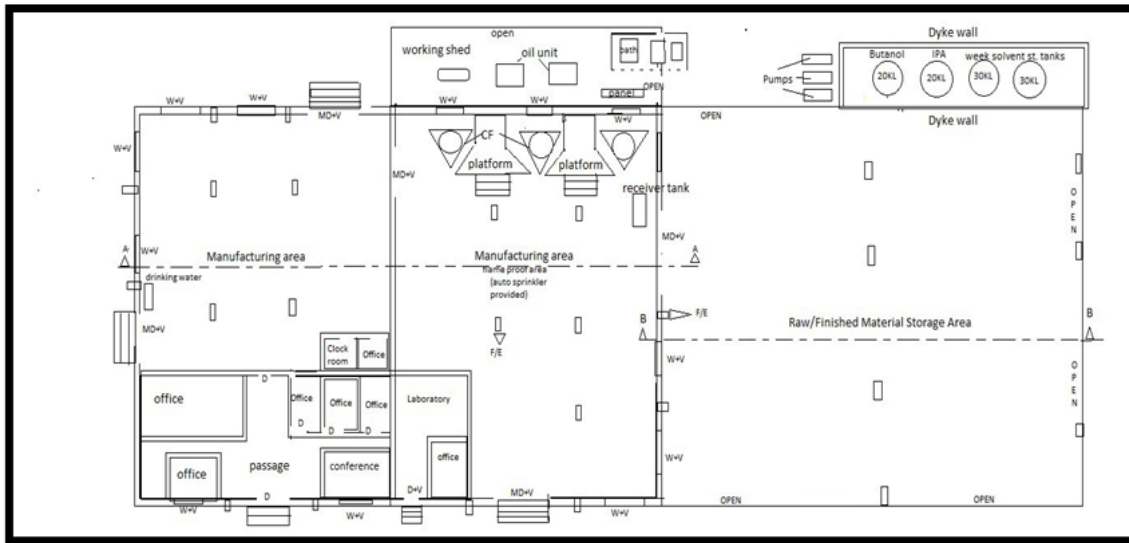 open
Dyke wall
working shed
oil unit
path
Butanol
IPA
week solvent st. tanks
20KL
20KL
30KL
30KL
Pumps
panel
OPEN
W+V
W+V
MD+V
W+V
W+V
W+V
OPEN
Dyke wall
CF
W+V
platform
platform
MD+V
receiver tank
OPEN
A
W+V
Manufacturing area
Manufacturing area
flame proof area
(auto sprinkler
provided)
MD+V
A
drinking water
MD+V
F/E
B
Raw/Finished Material Storage Area
B
F/E
Clock
room
Office
W+V
OPEN
D
office
Office
Office
Office
Laboratory
D
D
D
office
passage
conference
office
W+V
D
D+V
MD+V
OPEN
OPEN
W+V
W+V
W+V